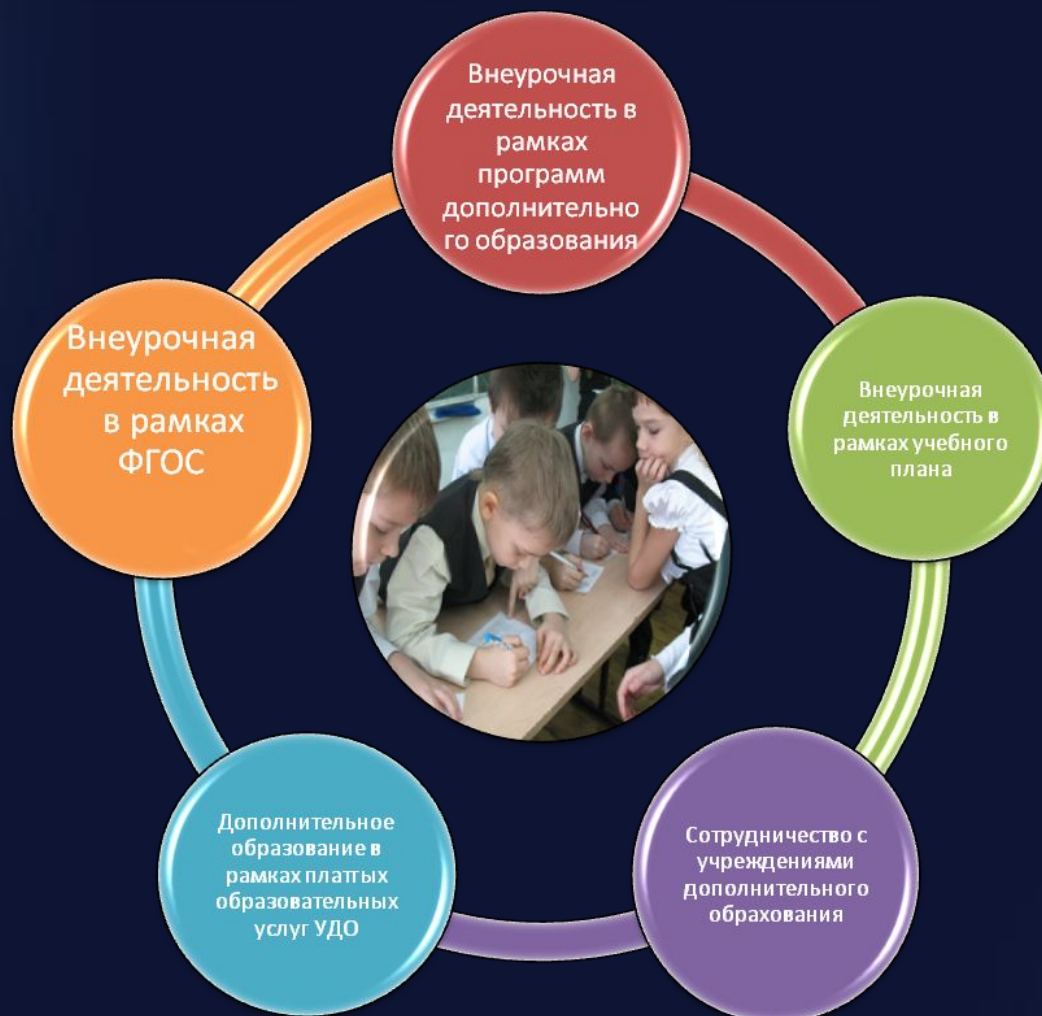 Внеурочная
деятельность в
рамках
программ
дополнительно
го образования
Внеурочная
деятельность в
рамках учебного
плана
Сотрудничество с
учреждениями
дополнительного
обрахования
Дополнительное
образование в
рамках платгых
образовательных
услуг УДО
Внеурочная
деятельность
в рамках
ФГОС